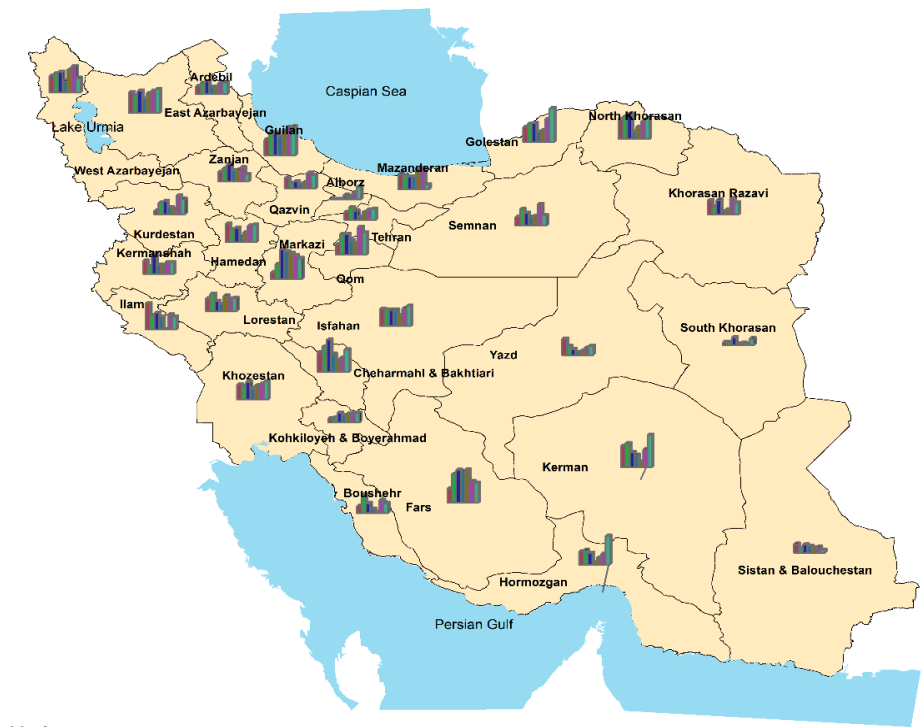 Ardebil
Caspian Sea
East Azarbayejan
North Khorasan
Lake Urmia
Guilan
Golestan
Zanjan
Mazanderan
West Azarbayejan
Alborz
Khorasan Razavi
Qazvin
Semnan
Kurdestan
Tehran
Markazi
Kermanshah
Hamedan
Qom
Ilam
Lorestan
Isfahan
South Khorasan
Yazd
Khozestan
Cheharmahl & Bakhtiari
Kohkiloyeh & Boyerahmad
Kerman
Boushehr
Fars
Sistan & Balouchestan
Hormozgan
Persian Gulf